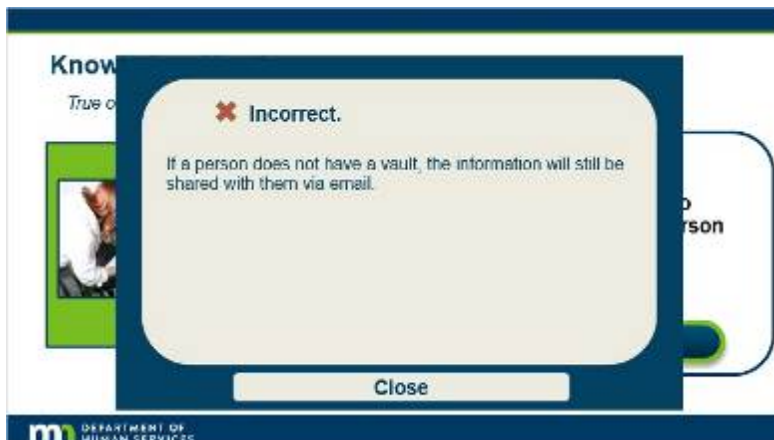 Know
True o
✖ Incorrect.
If a person does not have a vault, the information will still be
shared with them via email.
rson
Close
DEPARTMENT OF
HUMAN SERVICES